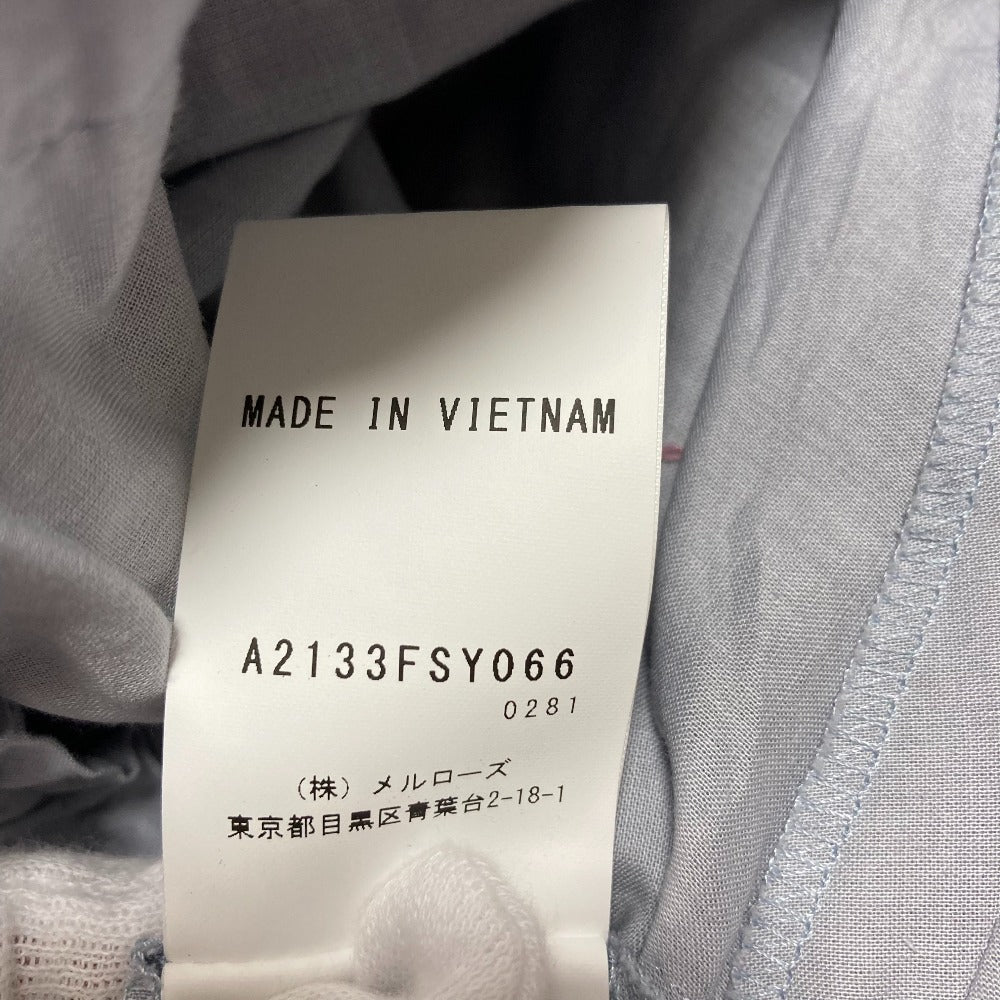 MADE IN VIETNAM
A2133FSY066
0281
(株) メルローズ
東京都目黒区青葉台2-18-1